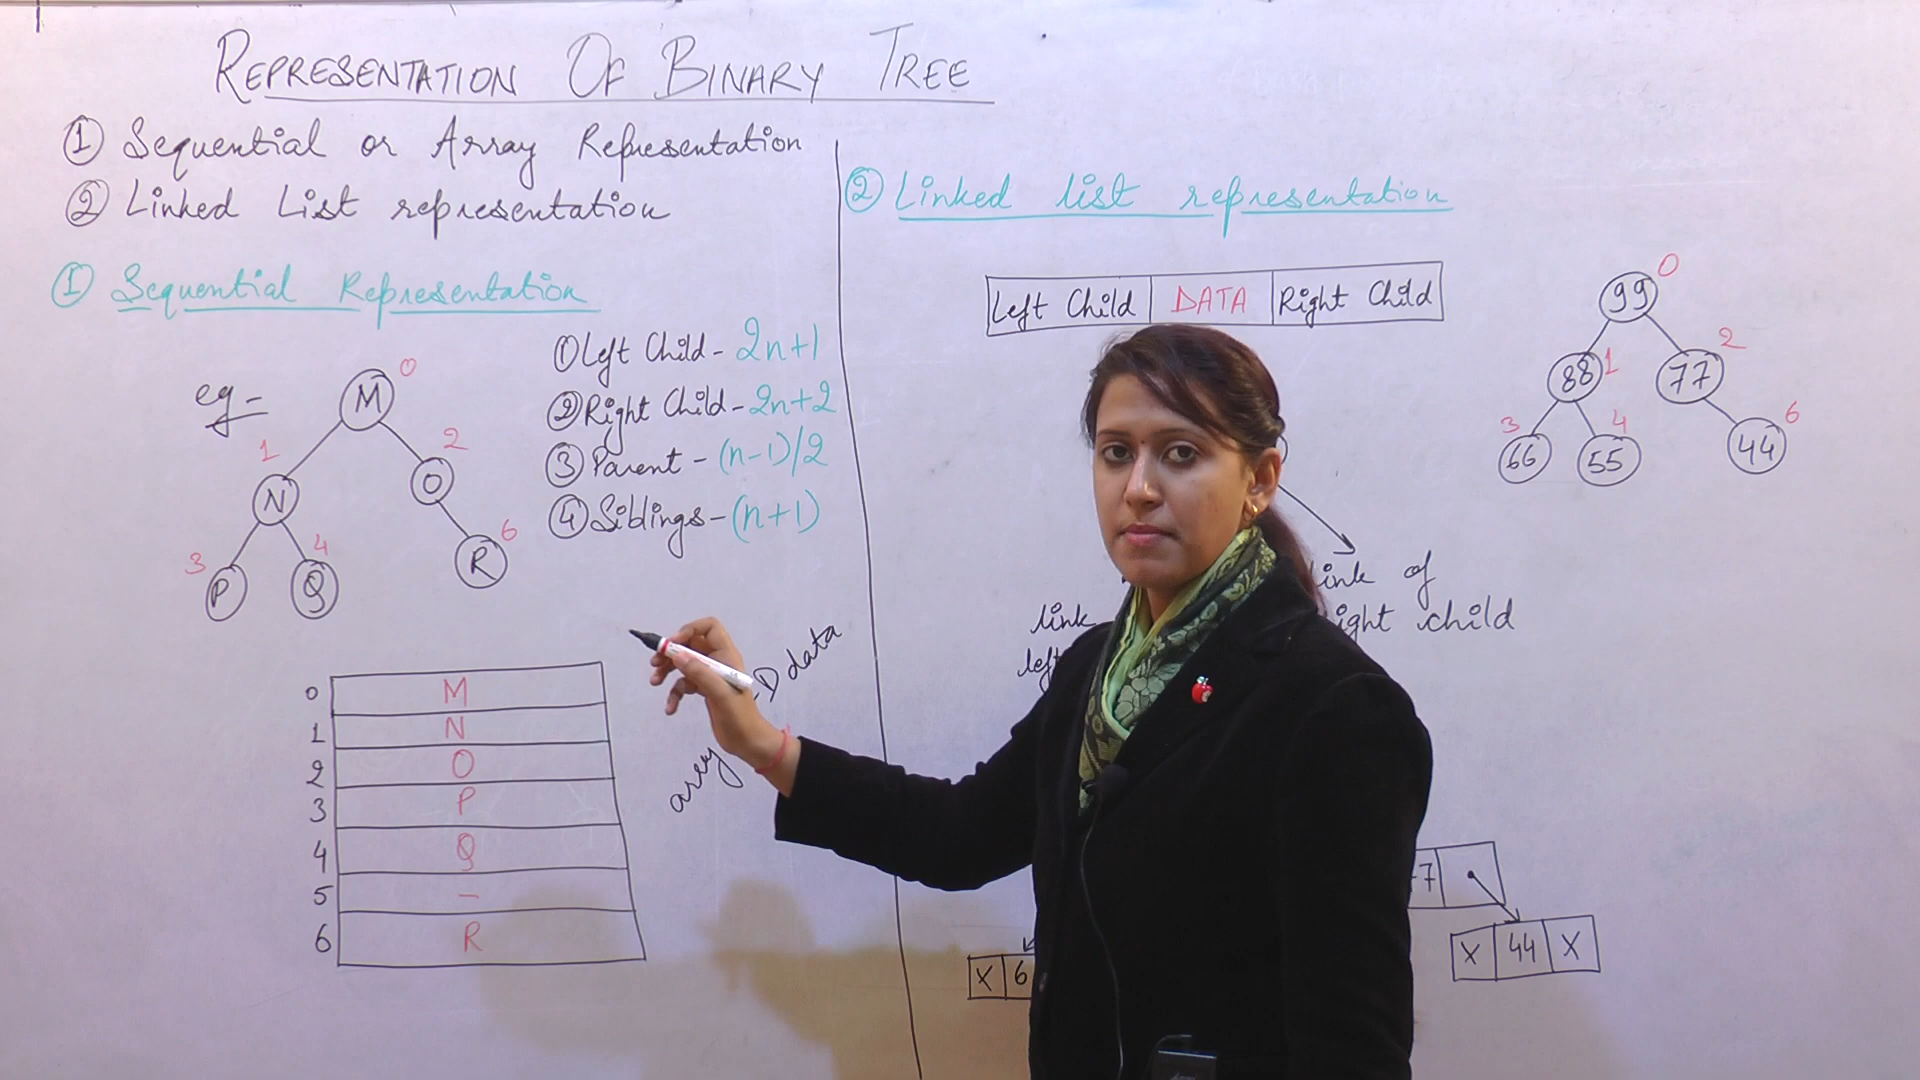 REPRESENTATION OF BINARY TREE
① Sequential or Array Representation
② Linked List representation
① Sequential Representation
eg -
M 0
1 2
N O
3 4 6
P Q R
① Left Child - 2n+1
② Right Child - 2n+2
③ Parent - (n-1)/2
④ Siblings - (n+1)
0 M
1 N
2 O
3 P
4 Q
5 -
6 R
D data
② Linked list representation
Left Child DATA Right Child
0
99
1 2
88 77
3 4 6
66 55 44
link
left
link of
right child
X 6
7
X 44 X